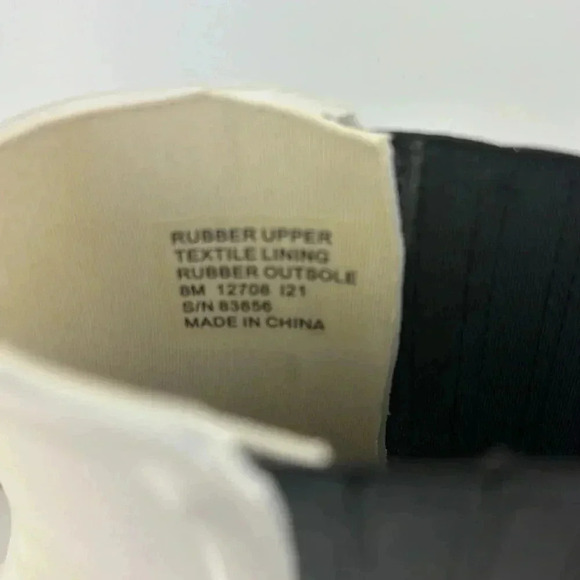 RUBBER UPPER
TEXTILE LINING
RUBBER OUTSOLE
8M 12708 I21
S/N 83656
MADE IN CHINA